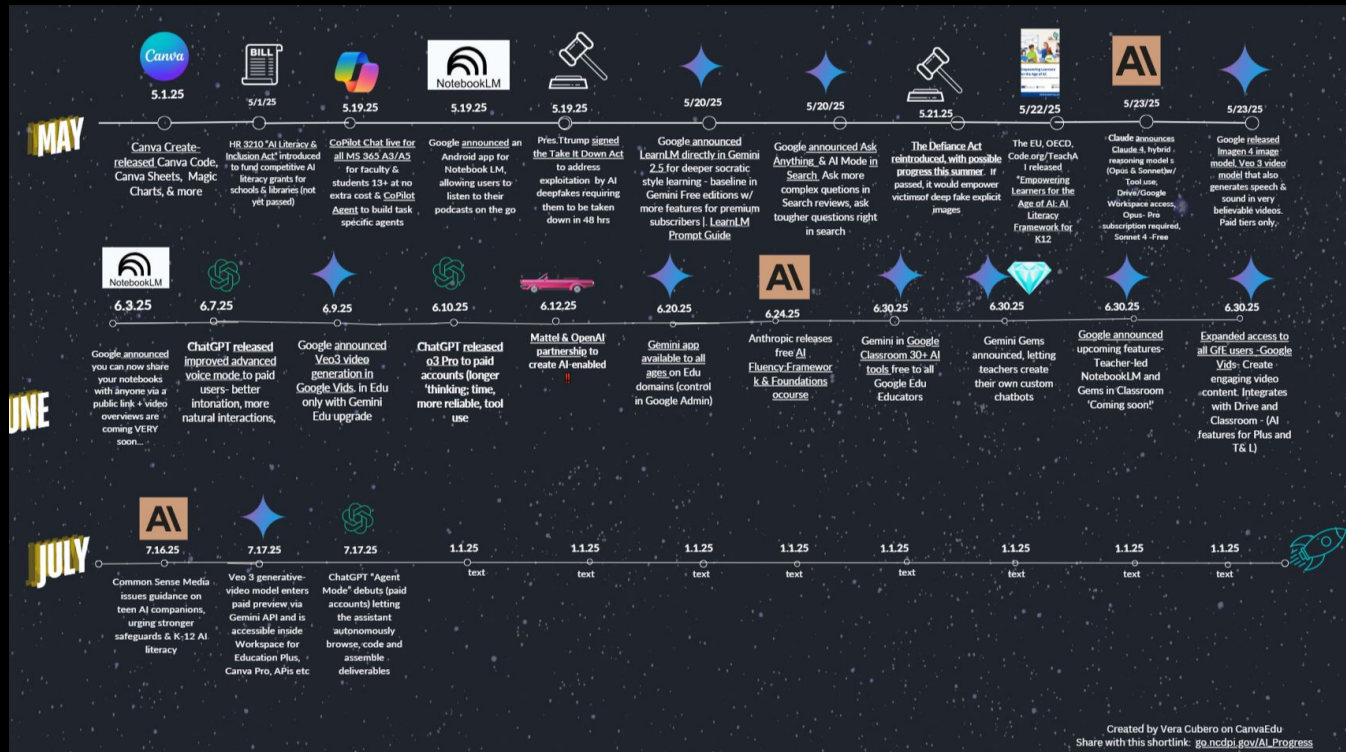 MAY
Canva
5.1.25
Canva Create-
released Canva Code,
Canva Sheets, Magic
Charts, & more
BILL
5/1/25
HR 3210 "AI Literacy &
Inclusion Act" introduced
to fund competitive AI
literacy grants for
schools & libraries (not
yet passed)
5.19.25
CoPilot Chat live for
all MS 365 A3/A5
for faculty &
students 13+ at no
extra cost & CoPilot
Agent to build task
specific agents
NotebookLM
5.19.25
Google announced an
Android app for
Notebook LM,
allowing users to
listen to their
podcasts on the go
5.19.25
Pres.Ttrump signed
the Take It Down Act
to address
exploitation by AI
deepfakes requiring
them to be taken
down in 48 hrs
5/20/25
Google announced
LearnLM directly in Gemini
2.5 for deeper socratic
style learning - baseline in
Gemini Free editions w/
more features for premium
subscribers |. LearnLM
Prompt Guide
5/20/25
Google announced Ask
Anything & AI Mode in
Search Ask more
complex quetions in
Search reviews, ask
tougher questions right
in search
5.21.25
The Defiance Act
reintroduced, with possible
progress this summer. If
passed, it would empower
victimsof deep fake explicit
images
Empowering Learners
in the Age of AI
5/22/25
The EU, OECD,
Code.org/TeachA
I released
"Empowering
Learners for the
Age of AI: AI
Literacy
Framework for
K12
AI
5/23/25
Claude announces
Claude 4, hybrid
reasoning model s
(Opus & Sonnet)w/
Tool use,
Drive/Google
Workspace access,
Opus- Pro
subscription required,
Sonnet 4 -Free
5/23/25
Google released
Imagen 4 image
model, Veo 3 video
model that also
generates speech &
sound in very
believable videos.
Paid tiers only,
UNE
NotebookLM
6.3.25
Google announced
you can now share
your notebooks
with anyone via a
public link + video
overviews are
coming VERY
soon...
6.7.25
ChatGPT released
improved advanced
voice mode to paid
users- better
intonation, more
natural interactions,
6.9.25
Google announced
Veo3 video
generation in
Google Vids. in Edu
only with Gemini
Edu upgrade
6.10.25
ChatGPT released
o3 Pro to paid
accounts (longer
'thinking; time,
more reliable, tool
use
6.12.25
Mattel & OpenAI
partnership to
create AI-enabled
‼
6.20.25
Gemini app
available to all
ages on Edu
domains (control
in Google Admin)
AI
6.24.25
Anthropic releases
free AI
Fluency Framewor
k & Foundations
ocourse
6.30.25
Gemini in Google
Classroom 30+ AI
tools free to all
Google Edu
Educators
6.30.25
Gemini Gems
announced, letting
teachers create
their own custom
chatbots
6.30.25
Google announced
upcoming features-
Teacher-led
NotebookLM and
Gems in Classroom
'Coming soon!"
6.30.25
Expanded access to
all GfE users -Google
Vids- Create
engaging video
content. Integrates
with Drive and
Classroom - (AI
features for Plus and
T& L)
JULY
AI
7.16.25
Common Sense Media
issues guidance on
teen AI companions,
urging stronger
safeguards & K-12 AI
literacy
7.17.25
Veo 3 generative-
video model enters
paid preview via
Gemini API and is
accessible inside
Workspace for
Education Plus,
Canva Pro, APis etc
7.17.25
ChatGPT "Agent
Mode" debuts (paid
accounts) letting
the assistant
autonomously
browse, code and
assemble
deliverables
1.1.25
text
1.1.25
text
1.1.25
text
1.1.25
text
1.1.25
text
1.1.25
text
1.1.25
text
1.1.25
text
Created by Vera Cubero on CanvaEdu
Share with this shortlink: go.ncdpi.gov/AI_Progress